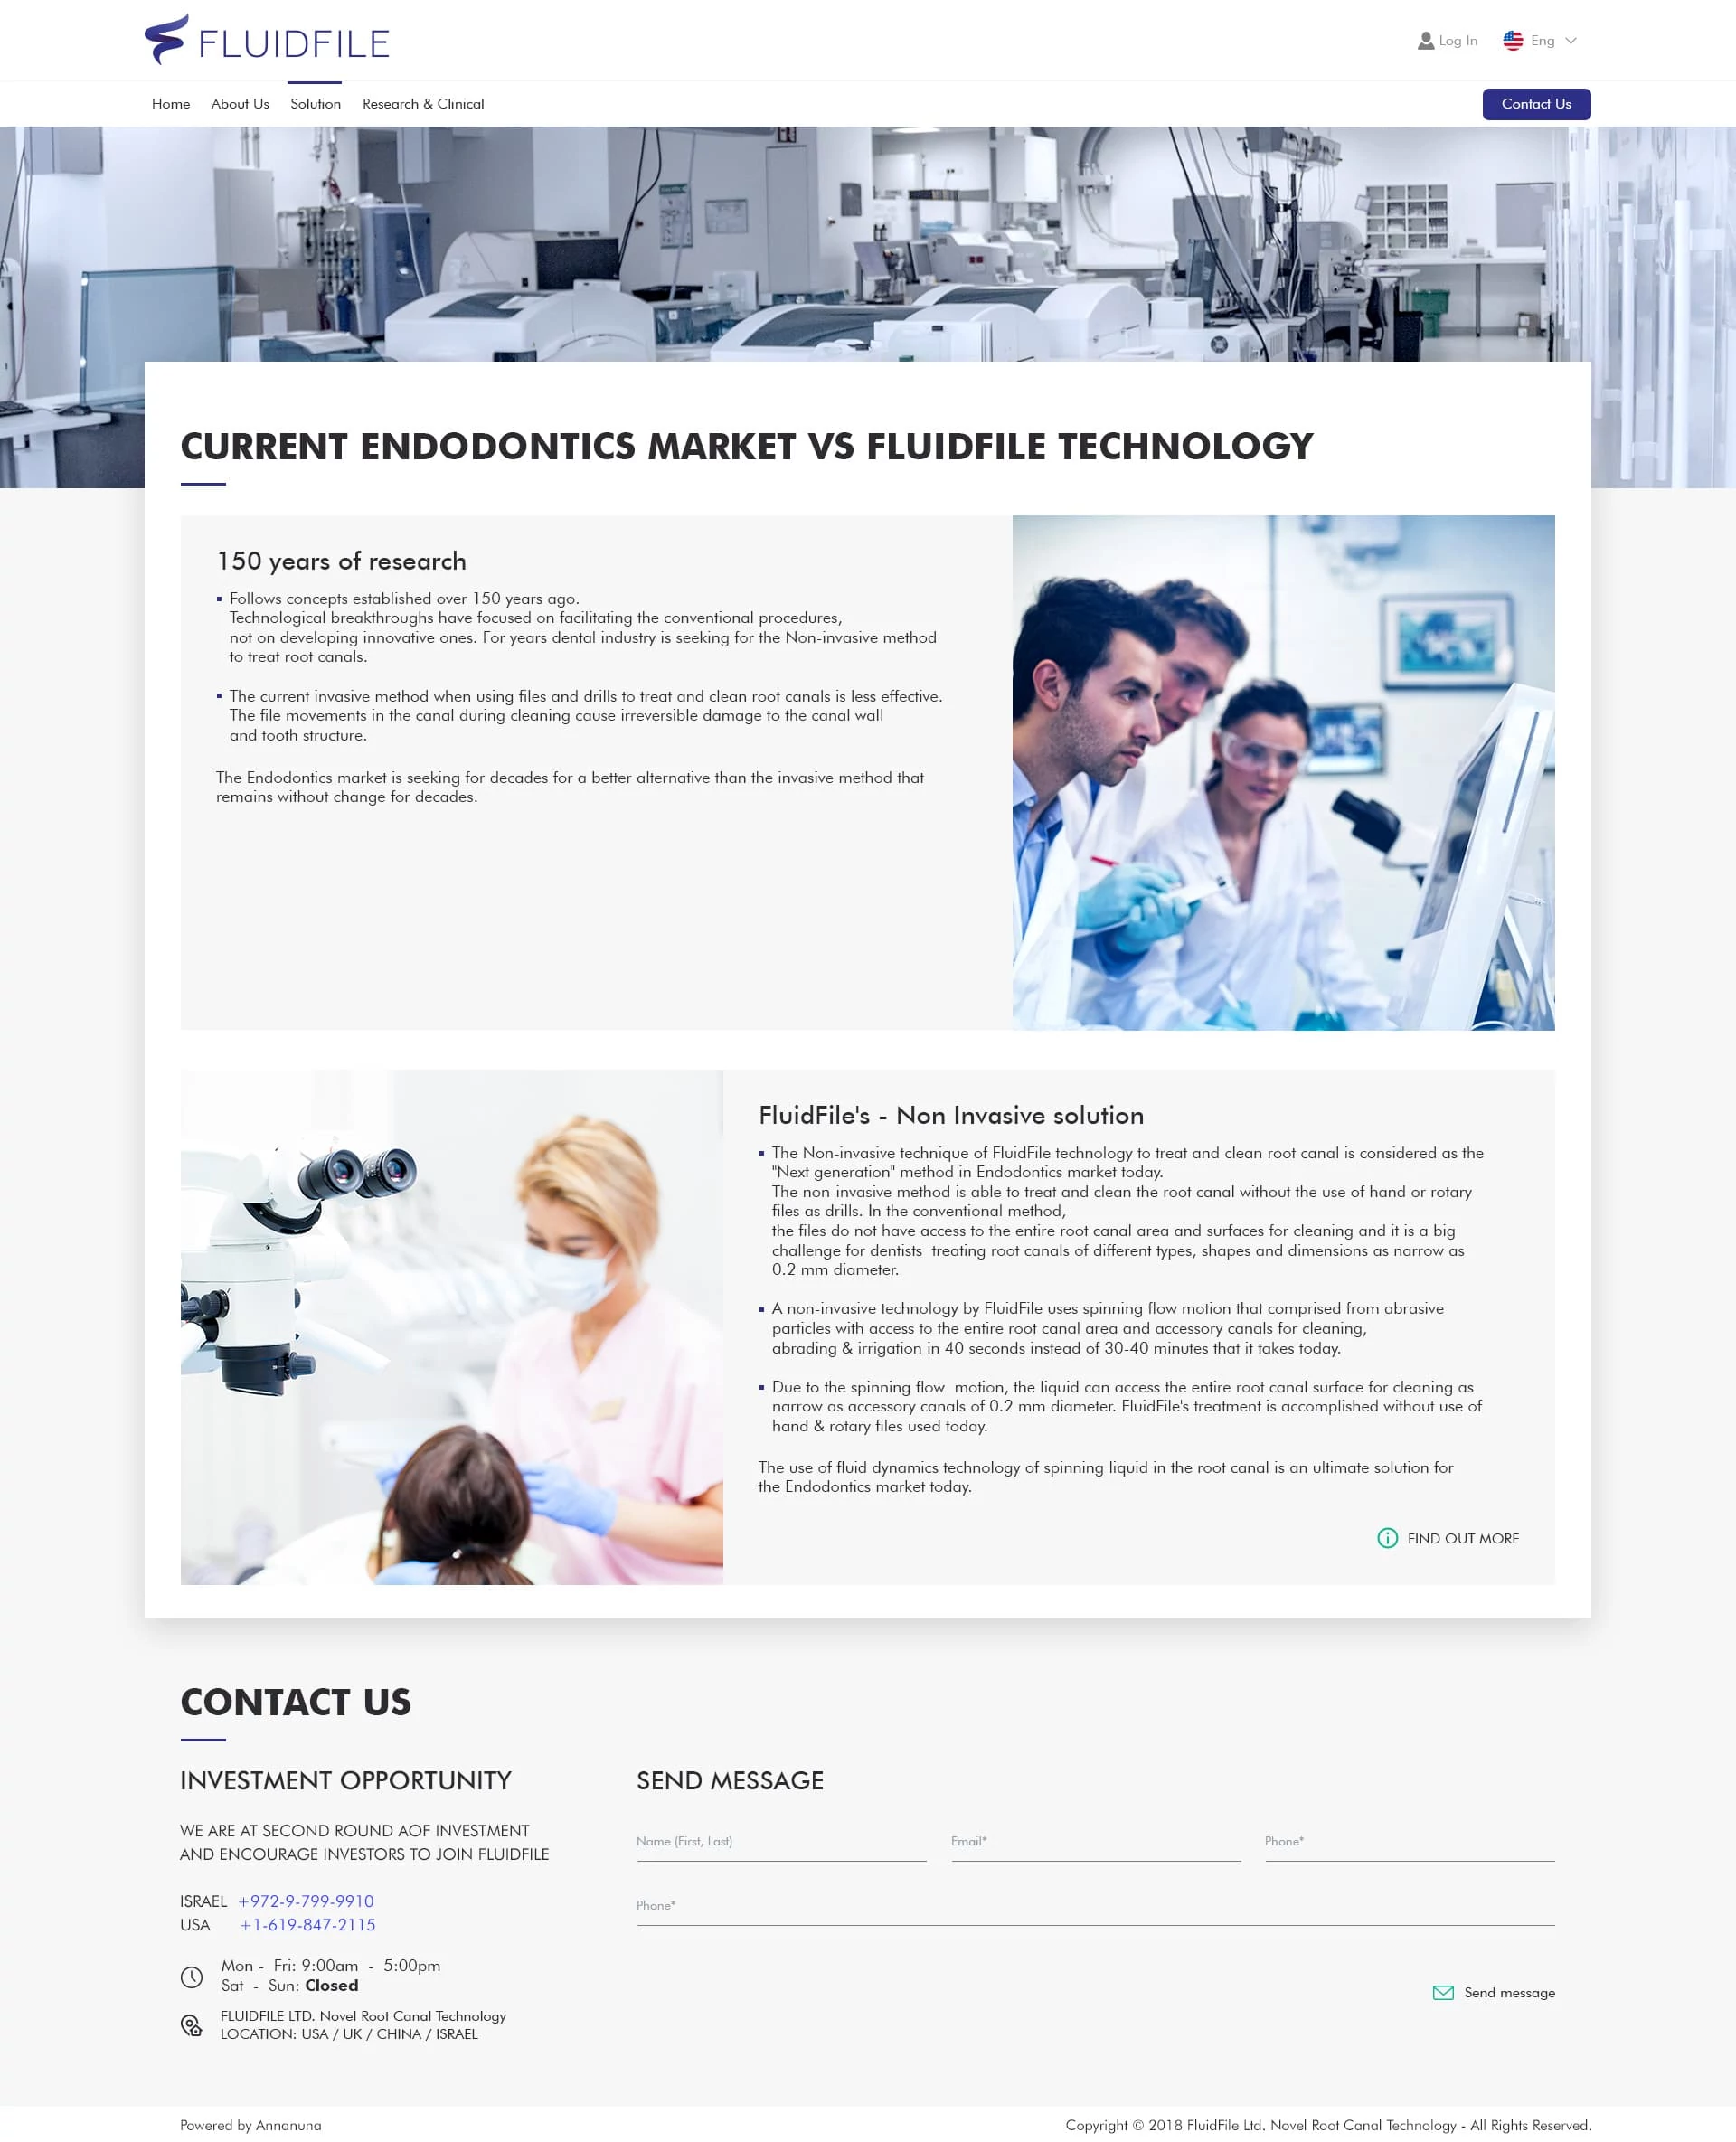 FLUIDFILE
Log In
Eng
Home
About Us
Solution
Research & Clinical
Contact Us
CURRENT ENDODONTICS MARKET VS FLUIDFILE TECHNOLOGY
150 years of research
Follows concepts established over 150 years ago.
Technological breakthroughs have focused on facilitating the conventional procedures,
not on developing innovative ones. For years dental industry is seeking for the Non-invasive method
to treat root canals.
The current invasive method when using files and drills to treat and clean root canals is less effective.
The file movements in the canal during cleaning cause irreversible damage to the canal wall
and tooth structure.
The Endodontics market is seeking for decades for a better alternative than the invasive method that
remains without change for decades.
FluidFile's - Non Invasive solution
The Non-invasive technique of FluidFile technology to treat and clean root canal is considered as the
"Next generation" method in Endodontics market today.
The non-invasive method is able to treat and clean the root canal without the use of hand or rotary
files as drills. In the conventional method,
the files do not have access to the entire root canal area and surfaces for cleaning and it is a big
challenge for dentists  treating root canals of different types, shapes and dimensions as narrow as
0.2 mm diameter.
A non-invasive technology by FluidFile uses spinning flow motion that comprised from abrasive
particles with access to the entire root canal area and accessory canals for cleaning,
abrading & irrigation in 40 seconds instead of 30-40 minutes that it takes today.
Due to the spinning flow  motion, the liquid can access the entire root canal surface for cleaning as
narrow as accessory canals of 0.2 mm diameter. FluidFile's treatment is accomplished without use of
hand & rotary files used today.
The use of fluid dynamics technology of spinning liquid in the root canal is an ultimate solution for
the Endodontics market today.
FIND OUT MORE
CONTACT US
INVESTMENT OPPORTUNITY
WE ARE AT SECOND ROUND AOF INVESTMENT
AND ENCOURAGE INVESTORS TO JOIN FLUIDFILE
ISRAEL +972-9-799-9910
USA +1-619-847-2115
Mon - Fri: 9:00am - 5:00pm
Sat - Sun: Closed
FLUIDFILE LTD. Novel Root Canal Technology
LOCATION: USA / UK / CHINA / ISRAEL
SEND MESSAGE
Name (First, Last)
Email*
Phone*
Phone*
Send message
Powered by Annanuna
Copyright © 2018 FluidFile Ltd. Novel Root Canal Technology - All Rights Reserved.